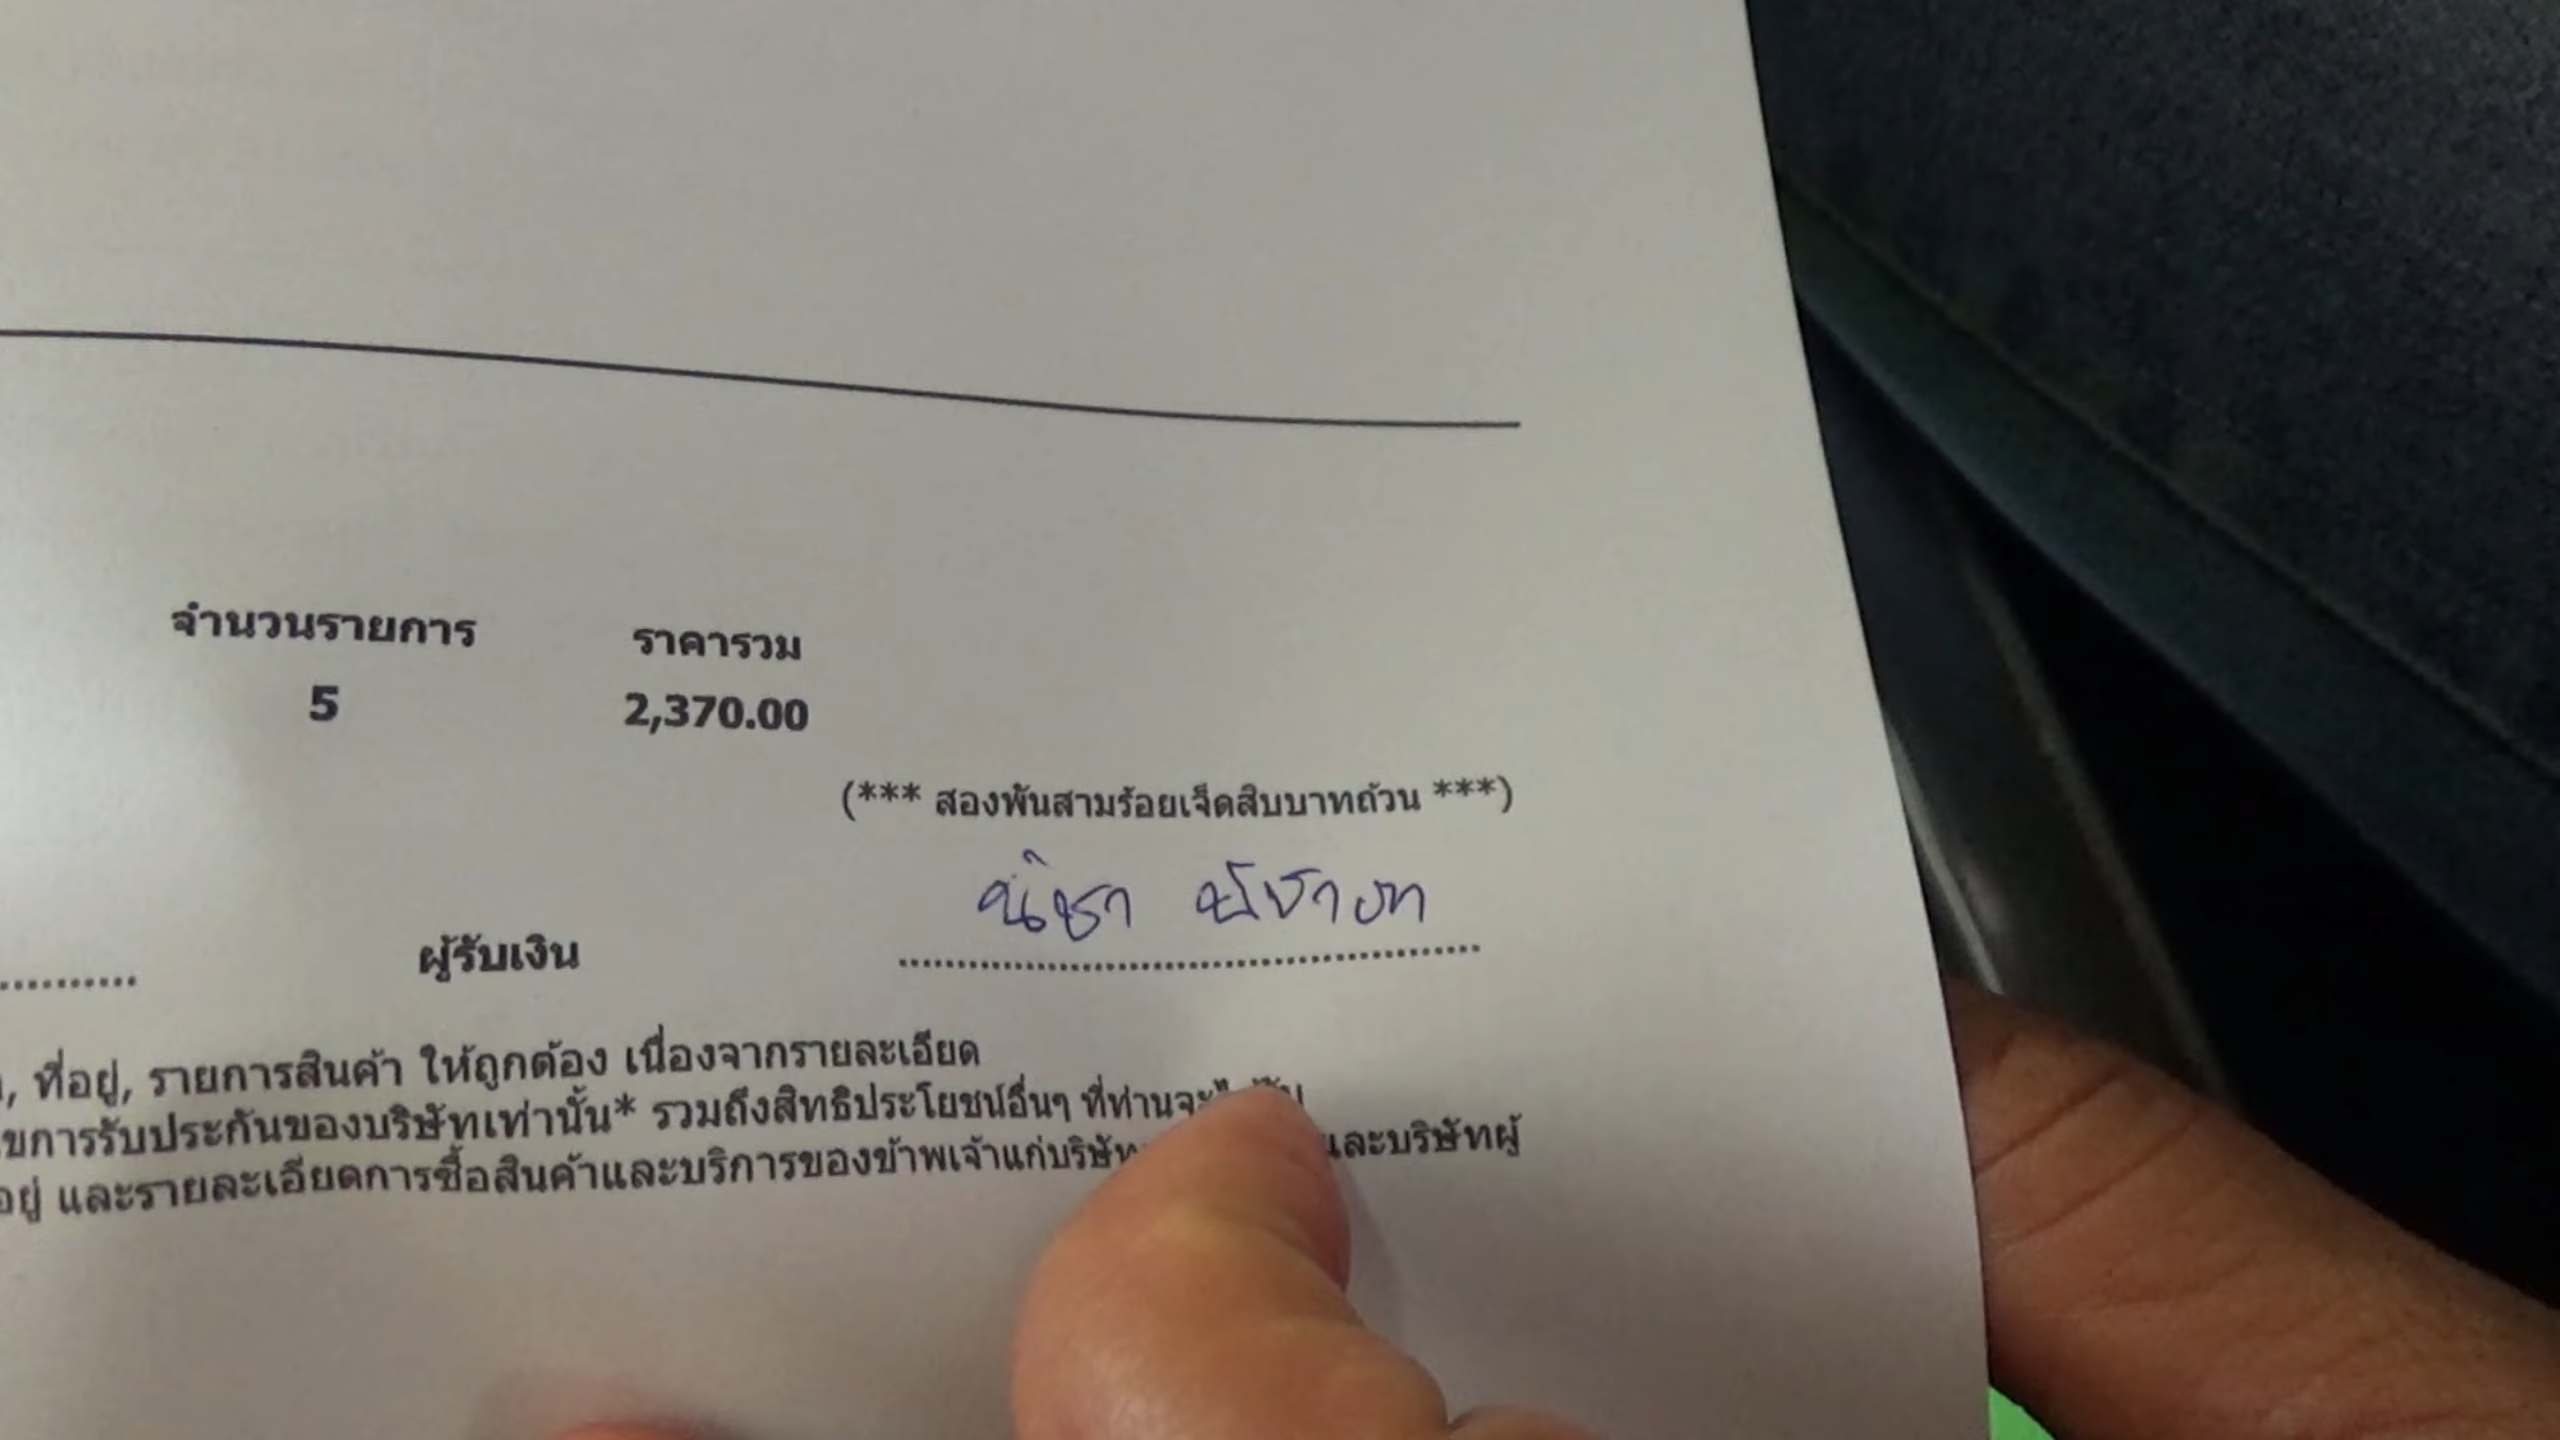 จำนวนรายการ ราคารวม
5 2,370.00
(*** สองพันสามร้อยเจ็ดสิบบาทถ้วน ***)
ผู้รับเงิน
, ที่อยู่, รายการสินค้า ให้ถูกต้อง เนื่องจากรายละเอียด
การรับประกันของบริษัทเท่านั้น* รวมถึงสิทธิประโยชน์อื่นๆ ที่ท่านจะ
และรายละเอียดการซื้อสินค้าและบริการของข้าพเจ้าแก่บริษัท และบริษัทผู้